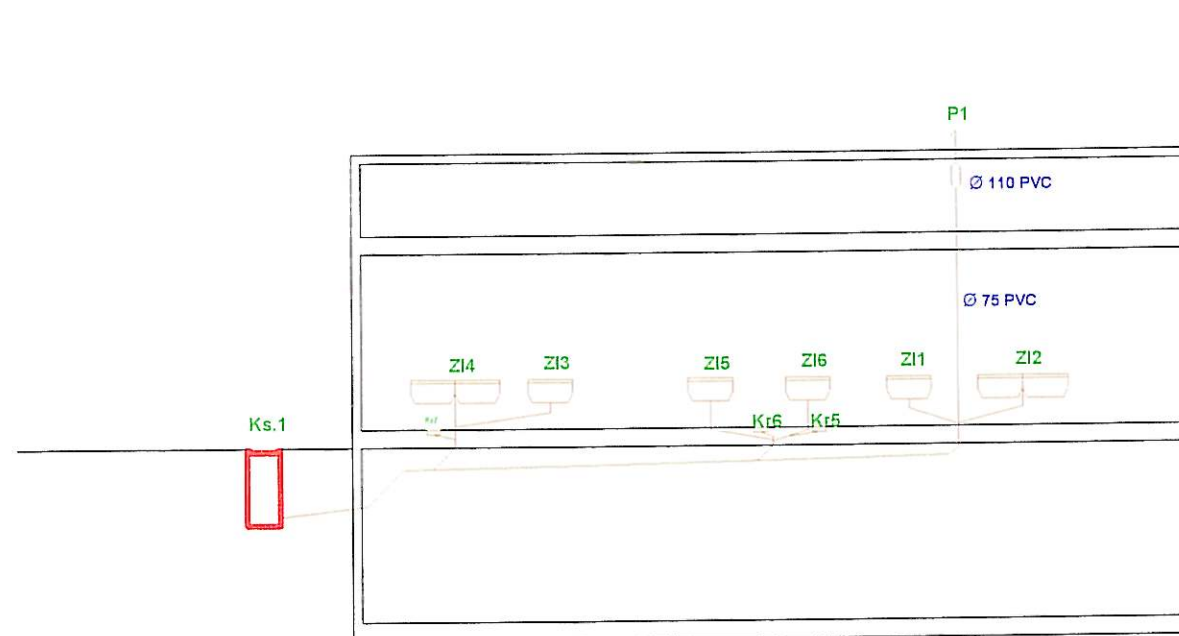 P1
Ø 110 PVC
Ø 75 PVC
Zl4
Zl3
Zl5
Zl6
Zl1
Zl2
Ks.1
Kr6
Kr5